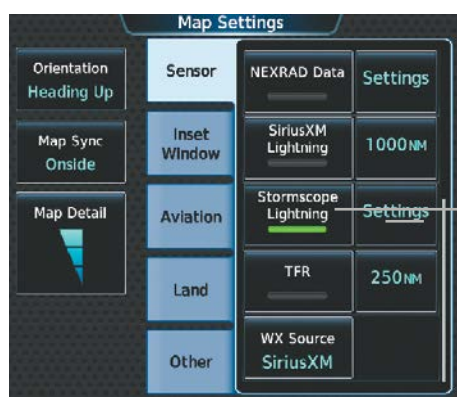 Map Settings
Orientation
Heading Up
Map Sync
Onside
Map Detail
Sensor
Inset
Window
Aviation
Land
Other
NEXRAD Data
Settings
SiriusXM
Lightning
1000NM
Stormscope
Lightning
Settings
TFR
250NM
WX Source
SiriusXM